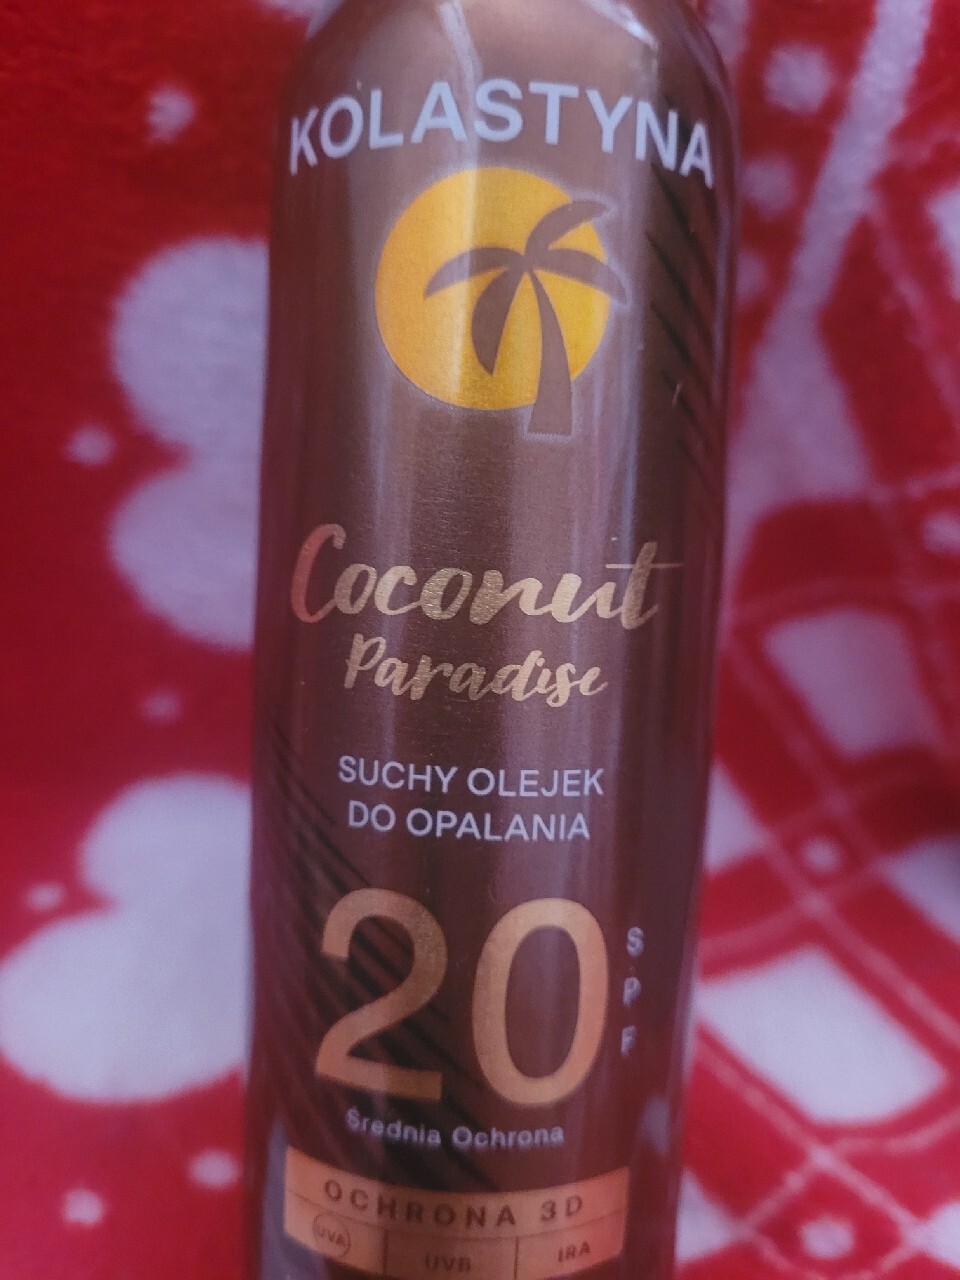 KOLASTYNA
Coconut
Paradise
SUCHY OLEJEK
DO OPALANIA
20 SPF
Średnia Ochrona
OCHRONA 3D
UVA UVB IRA